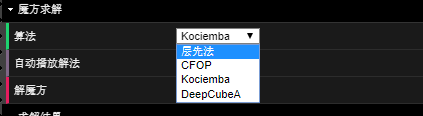 魔方求解
算法 Kociemba
层先法
自动播放解法 CFOP
Kociemba
解魔方 DeepCubeA
求解结果